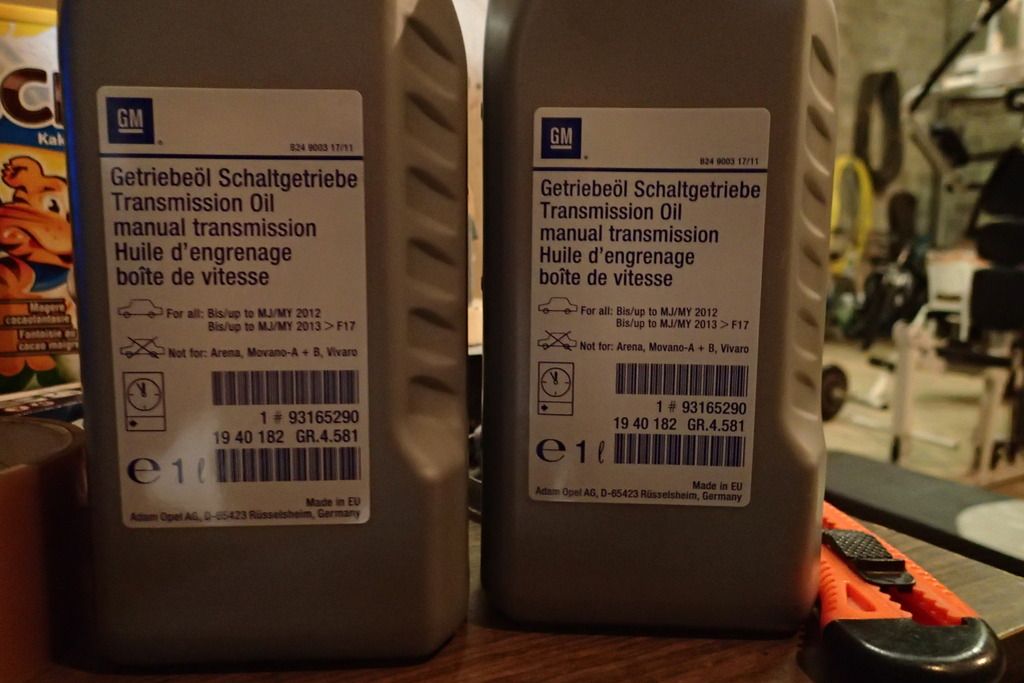 Kak
Magere
GM
B24 9003 17/11
Getriebeöl Schaltgetriebe
Transmission Oil
manual transmission
Huile d'engrenage
boîte de vitesse
For all: Bis/up to MJ/MY 2012
Bis/up to MJ/MY 2013 > F17
Not for: Arena, Movano-A + B, Vivaro
1 # 93165290
19 40 182 GR.4.581
e 1 l
Made in EU
Adam Opel AG, D-65423 Rüsselsheim, Germany
GM
B24 9003 17/11
Getriebeöl Schaltgetriebe
Transmission Oil
manual transmission
Huile d'engrenage
boîte de vitesse
For all: Bis/up to MJ/MY 2012
Bis/up to MJ/MY 2013 > F17
Not for: Arena, Movano-A + B, Vivaro
1 # 93165290
19 40 182 GR.4.581
e 1 l
Made in EU
Adam Opel AG, D-65423 Rüsselsheim, Germany